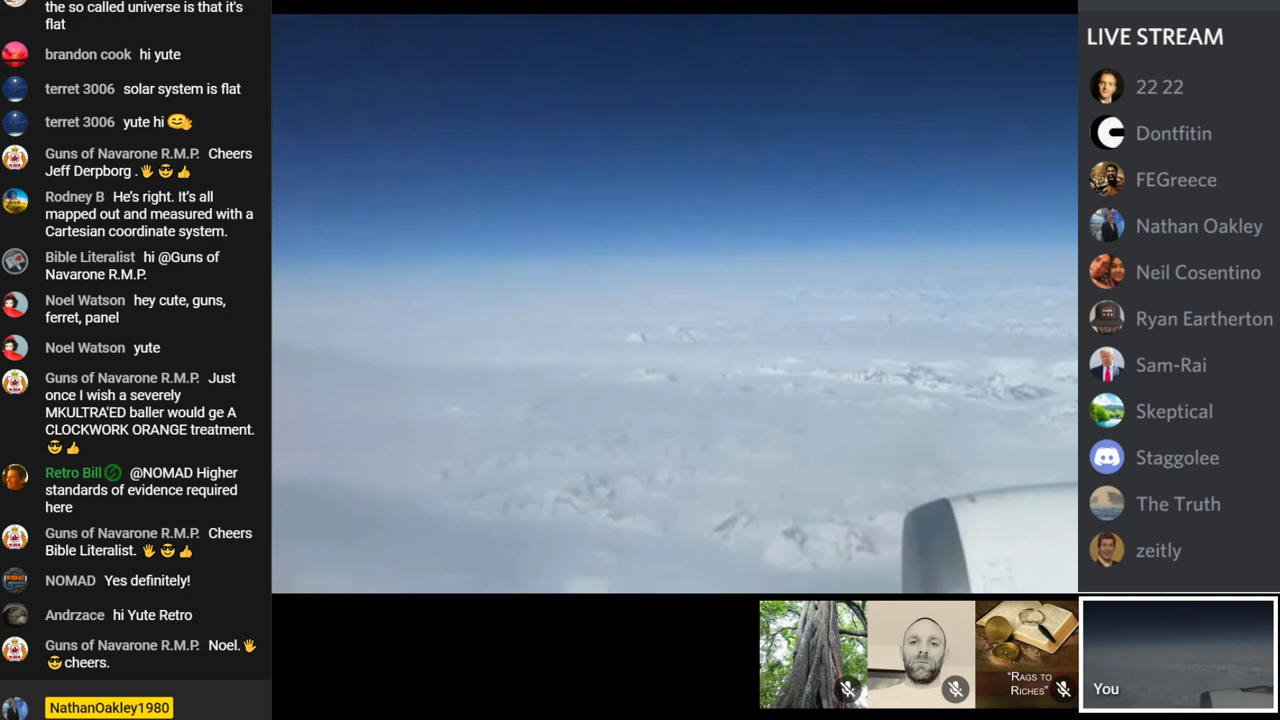 the so called universe is that it's
flat
brandon cook hi yute
terret 3006 solar system is flat
terret 3006 yute hi 😊👋
Guns of Navarone R.M.P. Cheers
Jeff Derpborg .🖐😎👍
Rodney B He's right. It's all
mapped out and measured with a
Cartesian coordinate system.
Bible Literalist hi @Guns of
Navarone R.M.P.
Noel Watson hey cute, guns,
ferret, panel
Noel Watson yute
Guns of Navarone R.M.P. Just
once I wish a severely
MKULTRA'ED baller would ge A
CLOCKWORK ORANGE treatment.
😎👍
Retro Bill @NOMAD Higher
standards of evidence required
here
Guns of Navarone R.M.P. Cheers
Bible Literalist. 🖐😎👍
NOMAD Yes definitely!
Andrzace hi Yute Retro
Guns of Navarone R.M.P. Noel.🖐
😎cheers.
NathanOakley1980
"RAGS TO
RICHES"
You
LIVE STREAM
22 22
Dontfitin
FEGreece
Nathan Oakley
Neil Cosentino
Ryan Eartherton
Sam-Rai
Skeptical
Staggolee
The Truth
zeitly